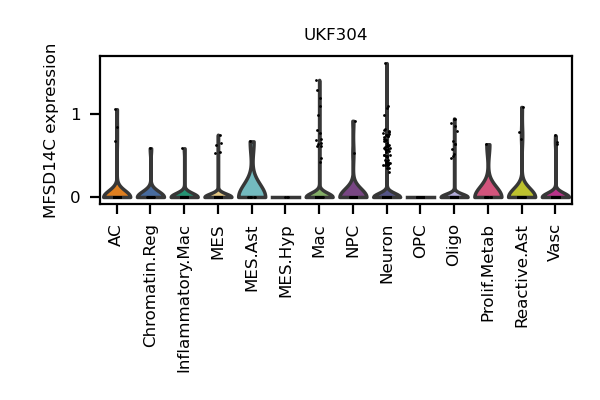 UKF304
MFSD14C expression
1
0
AC
Chromatin.Reg
Inflammatory.Mac
MES
MES.Ast
MES.Hyp
Mac
NPC
Neuron
OPC
Oligo
Prolif.Metab
Reactive.Ast
Vasc